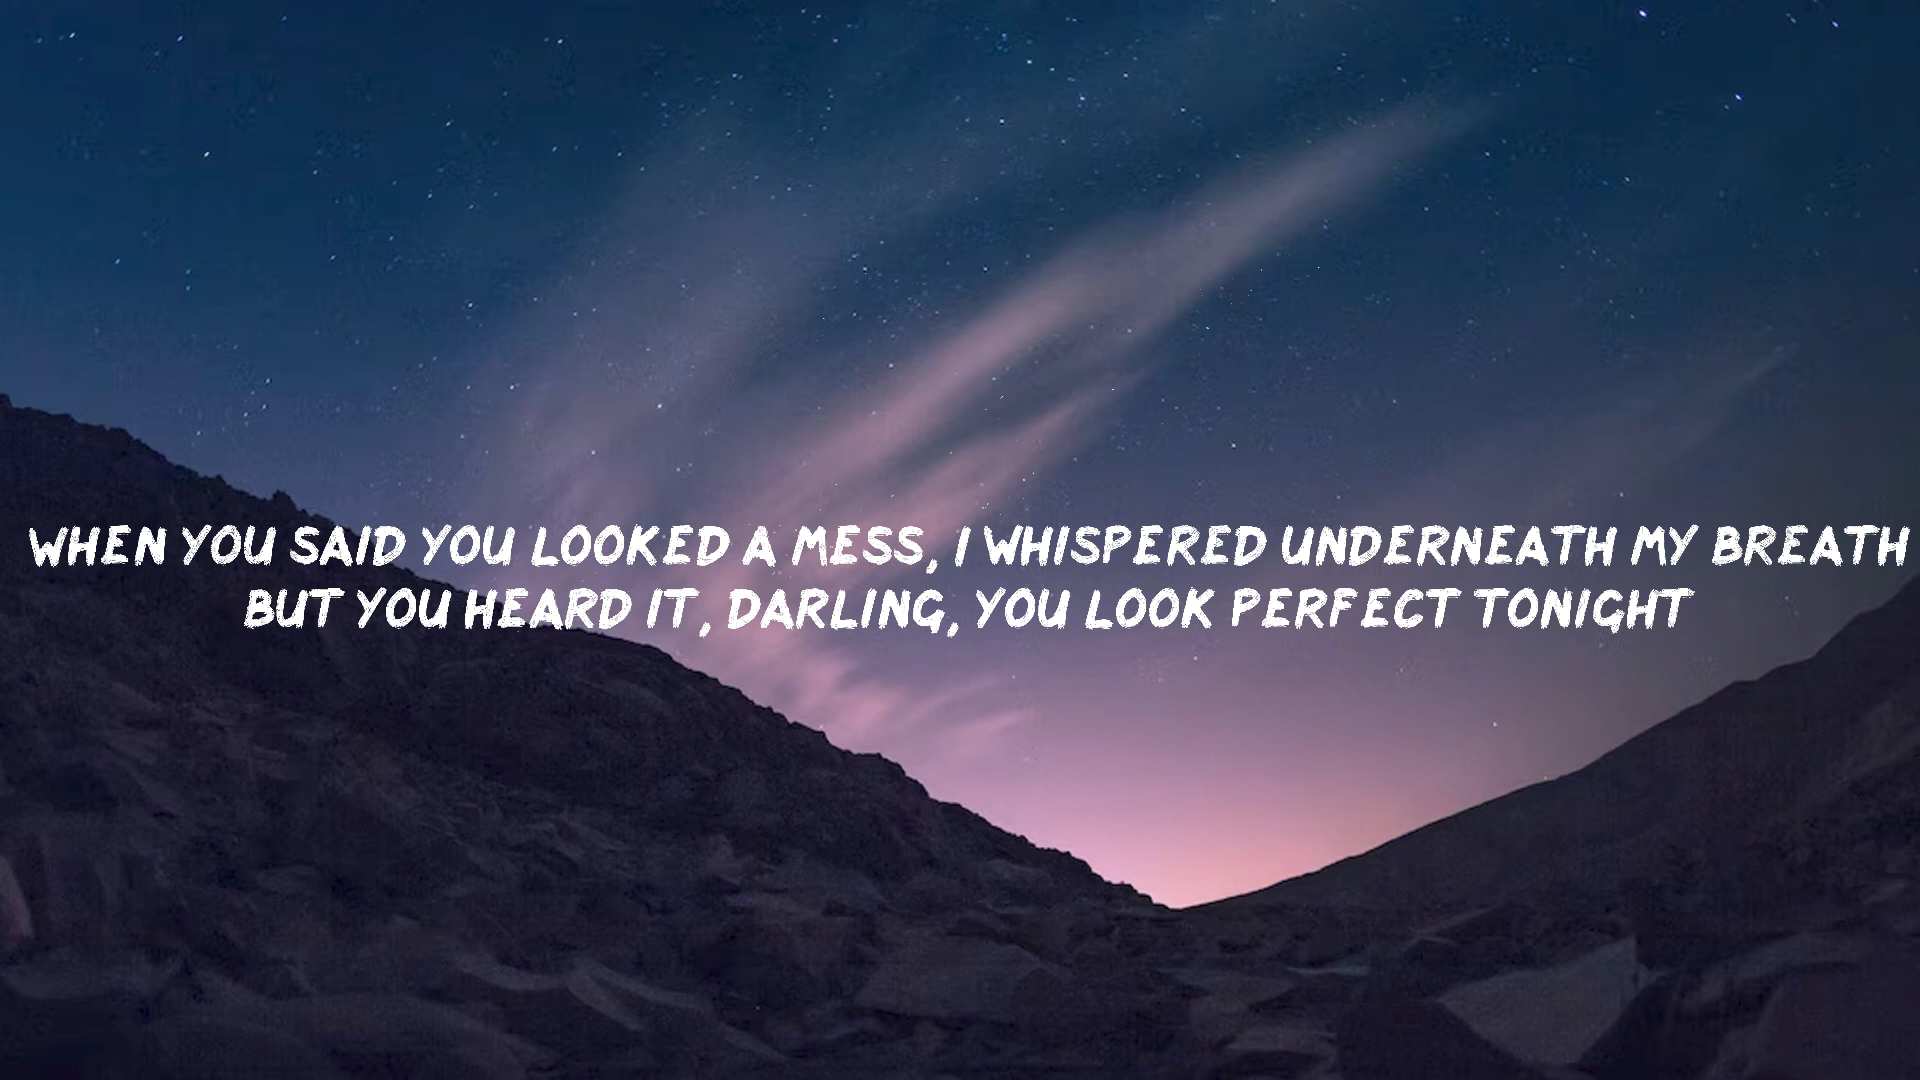 WHEN YOU SAID YOU LOOKED A MESS, I WHISPERED UNDERNEATH MY BREATH
BUT YOU HEARD IT, DARLING, YOU LOOK PERFECT TONIGHT